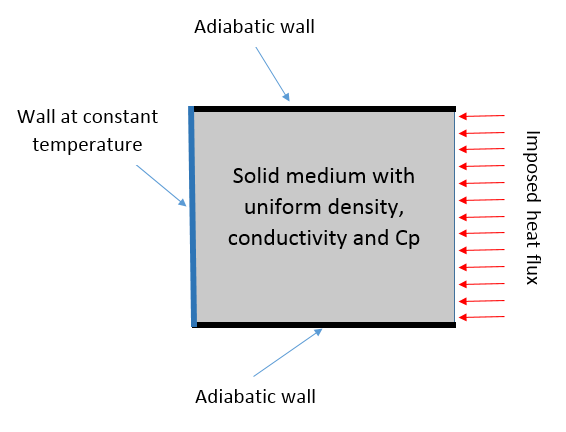 Adiabatic wall
Wall at constant
temperature
Solid medium with
uniform density,
conductivity and Cp
Imposed heat flux
Adiabatic wall